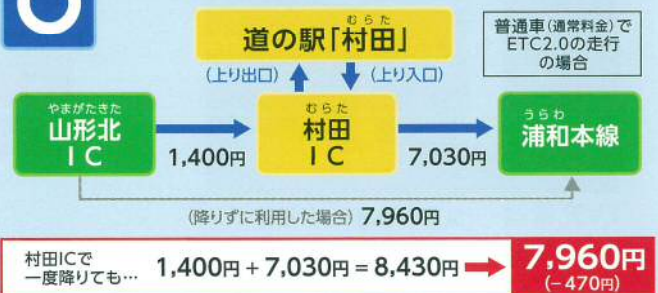 むらた
道の駅「村田」
普通車(通常料金)で
ETC2.0の走行
の場合
(上り出口)
(上り入口)
やまがたきた
山形北
IC
1,400円
むらた
村田
IC
7,030円
うらわ
浦和本線
(降りずに利用した場合) 7,960円
村田ICで
一度降りても…
1,400円+7,030円=8,430円
7,960円
(-470円)